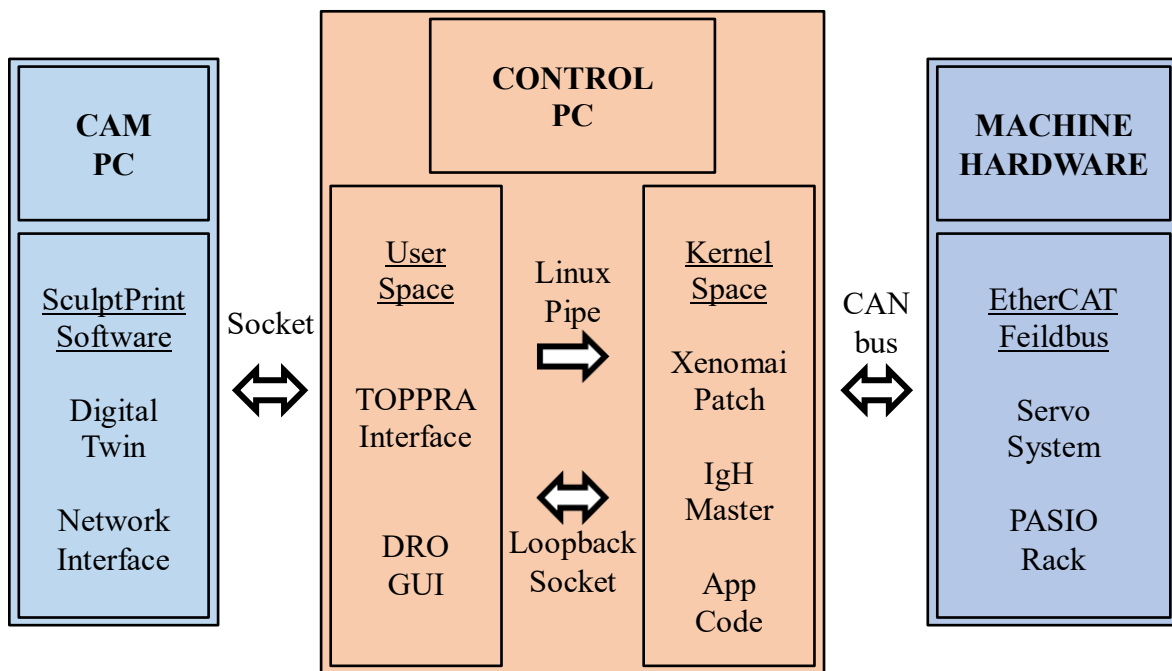 CAM
PC
SculptPrint
Software
Digital
Twin
Network
Interface
Socket
CONTROL
PC
User
Space
TOPPRA
Interface
DRO
GUI
Linux
Pipe
Loopback
Socket
Kernel
Space
Xenomai
Patch
IgH
Master
App
Code
CAN
bus
MACHINE
HARDWARE
EtherCAT
Feildbus
Servo
System
PASIO
Rack